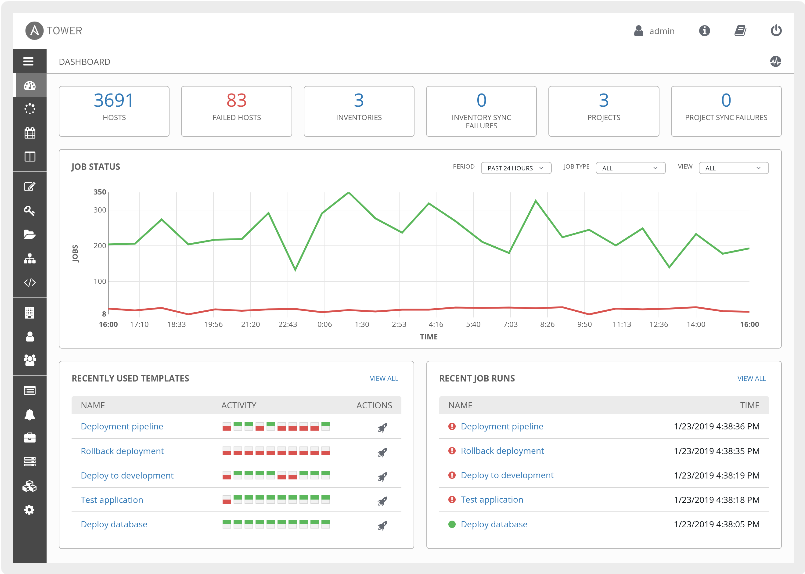 A TOWER
admin
DASHBOARD
3691
HOSTS
83
FAILED HOSTS
3
INVENTORIES
0
INVENTORY SYNC
FAILURES
3
PROJECTS
0
PROJECT SYNC FAILURES
JOB STATUS
PERIOD PAST 24 HOURS JOB TYPE ALL VIEW ALL
350
300
200
100
8
JOBS
16:00 17:10 18:33 19:56 21:20 22:43 0:06 1:30 2:53 4:16 5:40 7:03 8:26 9:50 11:13 12:36 14:00 16:00
TIME
RECENTLY USED TEMPLATES VIEW ALL
NAME ACTIVITY ACTIONS
Deployment pipeline
Rollback deployment
Deploy to development
Test application
Deploy database
RECENT JOB RUNS VIEW ALL
NAME TIME
Deployment pipeline 1/23/2019 4:38:36 PM
Rollback deployment 1/23/2019 4:38:35 PM
Deploy to development 1/23/2019 4:38:19 PM
Test application 1/23/2019 4:38:18 PM
Deploy database 1/23/2019 4:38:05 PM